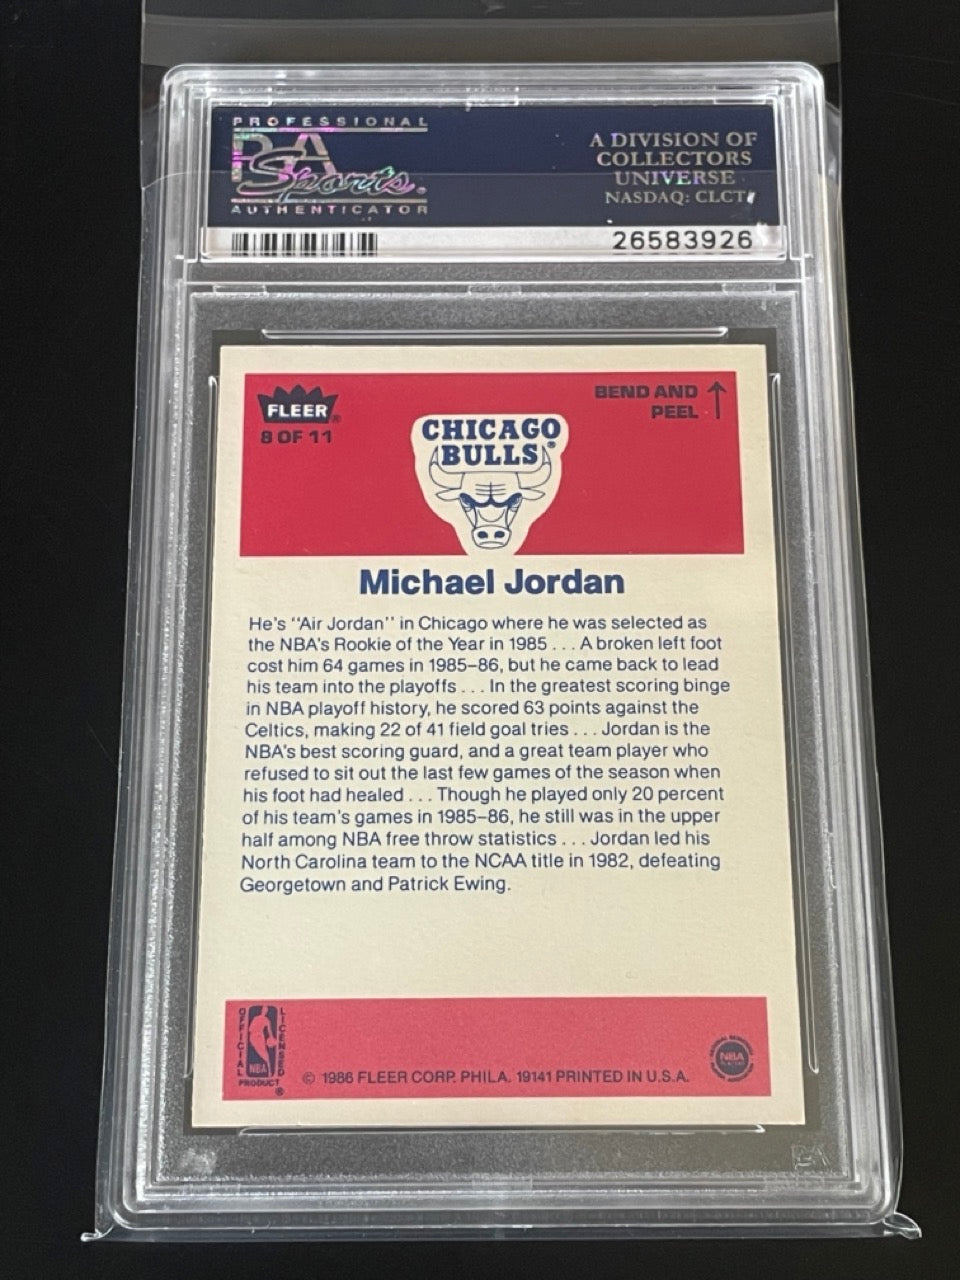 PROFESSIONAL
PSA
Sports
AUTHENTICATOR
A DIVISION OF
COLLECTORS
UNIVERSE
NASDAQ: CLCT
26583926
FLEER®
8 OF 11
BEND AND
PEEL
CHICAGO
BULLS®
Michael Jordan
He's "Air Jordan" in Chicago where he was selected as
the NBA's Rookie of the Year in 1985 . . . A broken left foot
cost him 64 games in 1985–86, but he came back to lead
his team into the playoffs . . . In the greatest scoring binge
in NBA playoff history, he scored 63 points against the
Celtics, making 22 of 41 field goal tries . . . Jordan is the
NBA's best scoring guard, and a great team player who
refused to sit out the last few games of the season when
his foot had healed . . . Though he played only 20 percent
of his team's games in 1985–86, he still was in the upper
half among NBA free throw statistics . . . Jordan led his
North Carolina team to the NCAA title in 1982, defeating
Georgetown and Patrick Ewing.
OFFICIAL
LICENSED
NBA
PRODUCT
®
© 1986 FLEER CORP. PHILA. 19141 PRINTED IN U.S.A.
NBA
PLAYERS
PSA